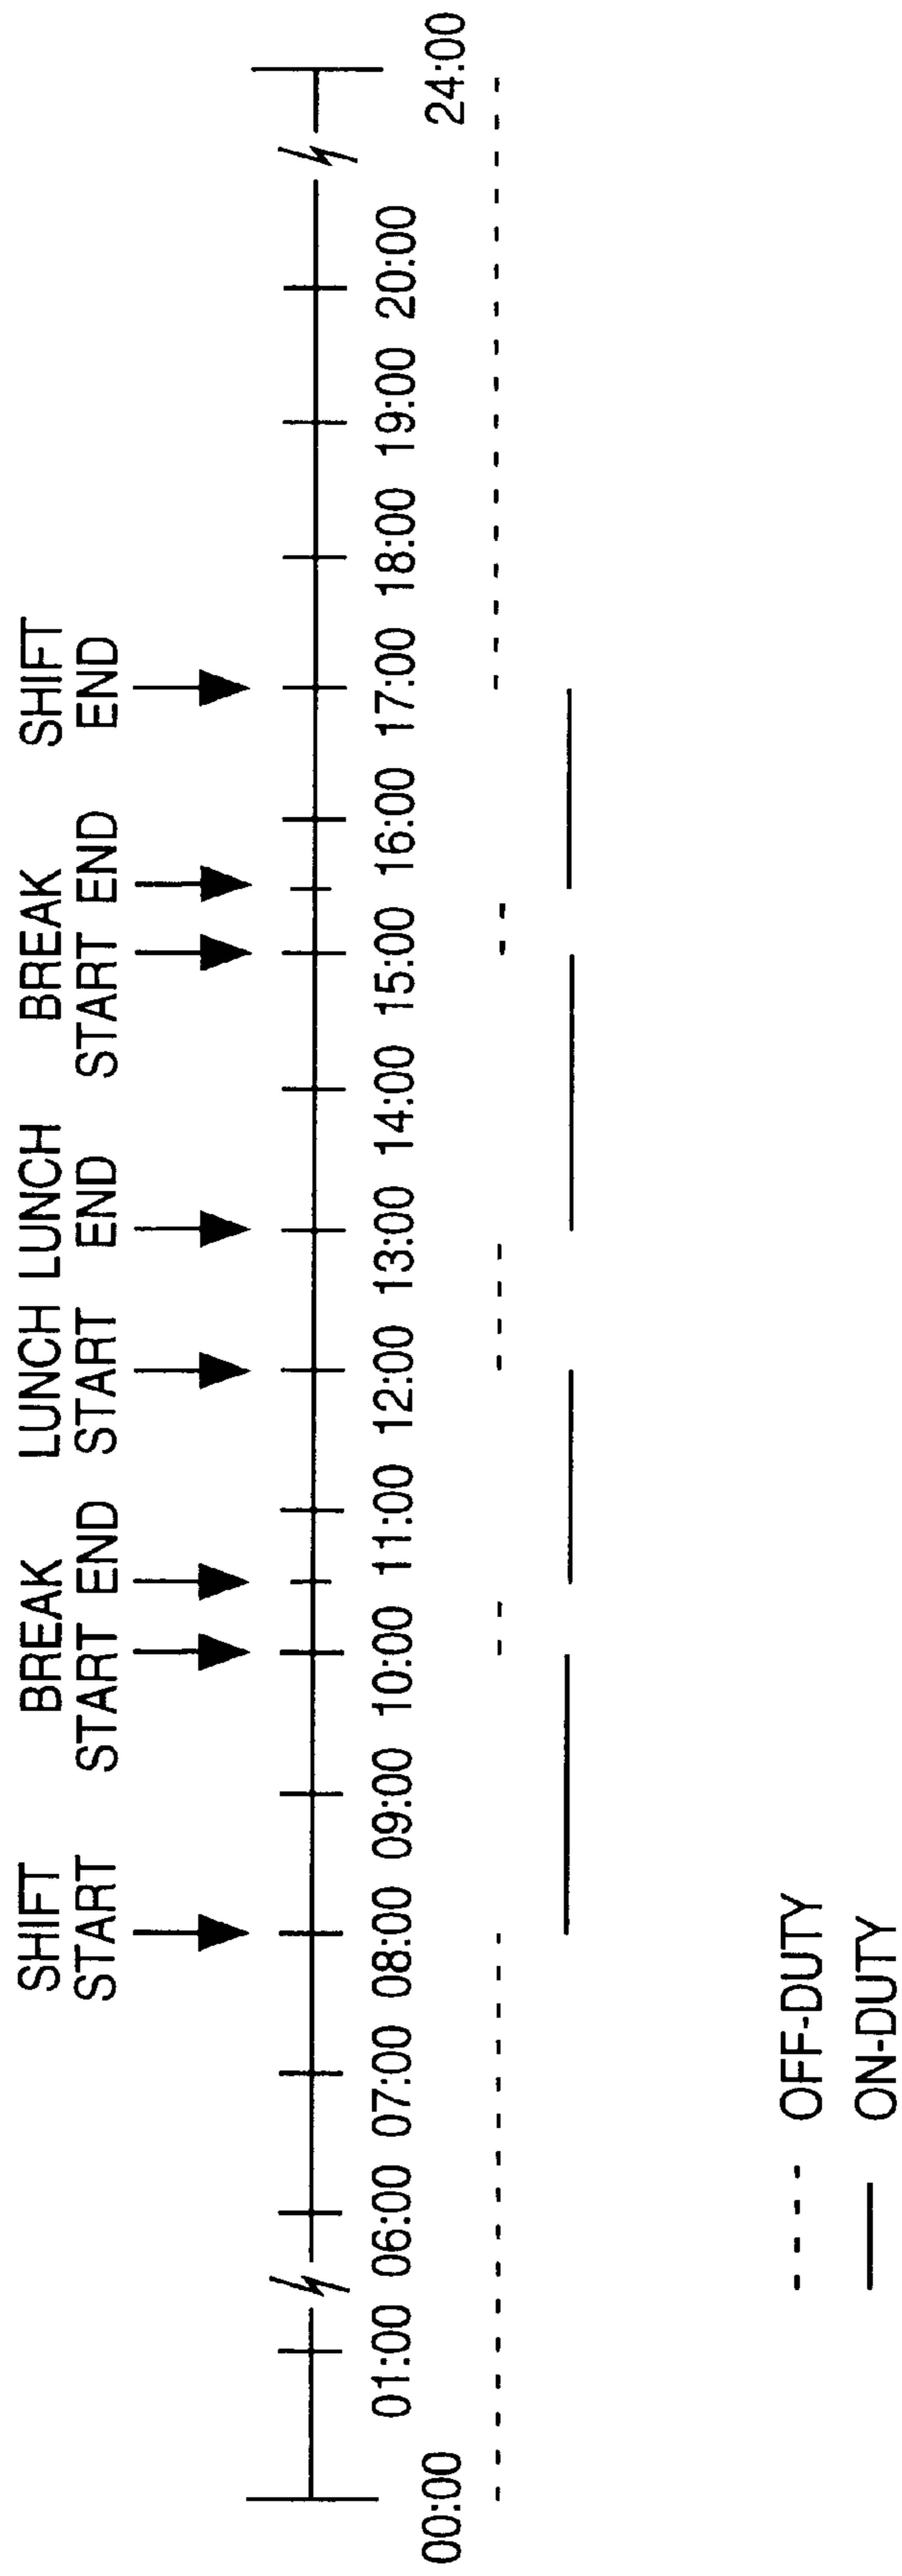 SHIFT START
BREAK START END
LUNCH START
LUNCH END
BREAK START END
SHIFT END
00:00
01:00 06:00 07:00 08:00 09:00 10:00 11:00 12:00 13:00 14:00 15:00 16:00 17:00 18:00 19:00 20:00
24:00
OFF-DUTY
ON-DUTY